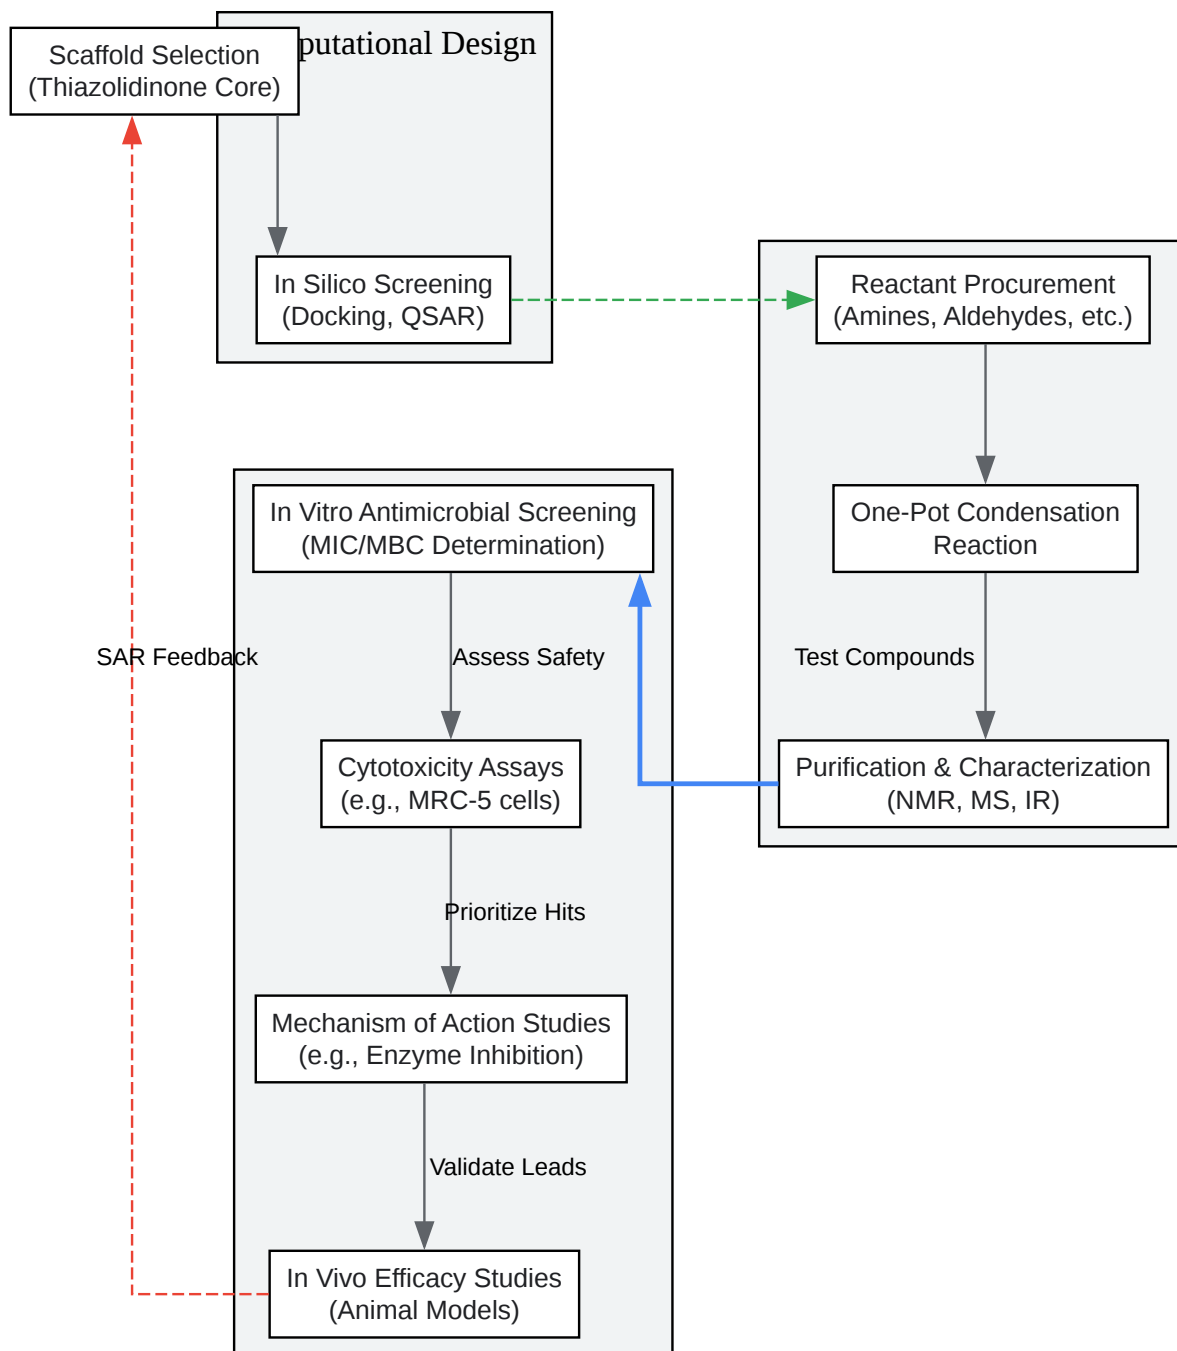 Scaffold Selection
(Thiazolidinone Core)
putational Design
In Silico Screening
(Docking, QSAR)
Reactant Procurement
(Amines, Aldehydes, etc.)
In Vitro Antimicrobial Screening
(MIC/MBC Determination)
One-Pot Condensation
Reaction
SAR Feedback
Assess Safety
Test Compounds
Cytotoxicity Assays
(e.g., MRC-5 cells)
Purification & Characterization
(NMR, MS, IR)
Prioritize Hits
Mechanism of Action Studies
(e.g., Enzyme Inhibition)
Validate Leads
In Vivo Efficacy Studies
(Animal Models)